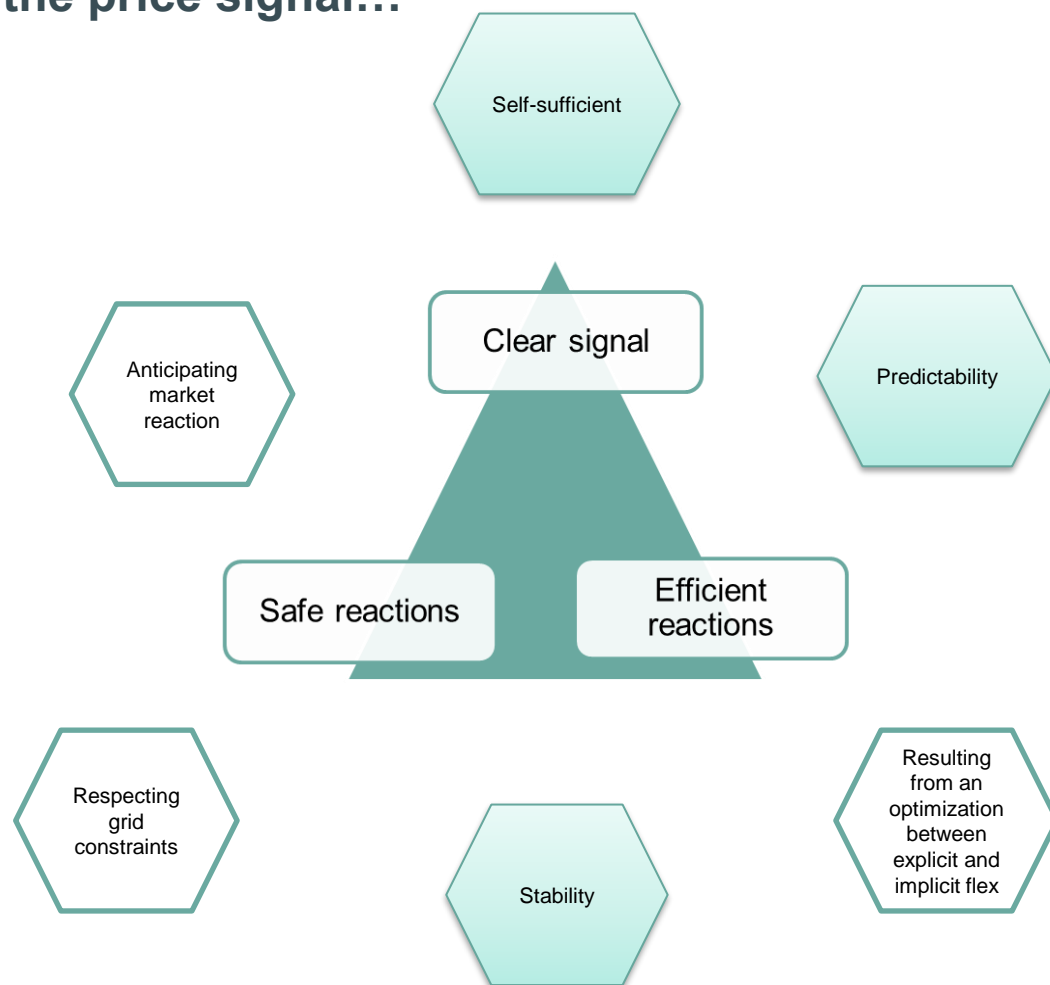 the price signal...
Self-sufficient
Clear signal
Anticipating
market
reaction
Predictability
Safe reactions
Efficient
reactions
Respecting
grid
constraints
Stability
Resulting
from an
optimization
between
explicit and
implicit flex